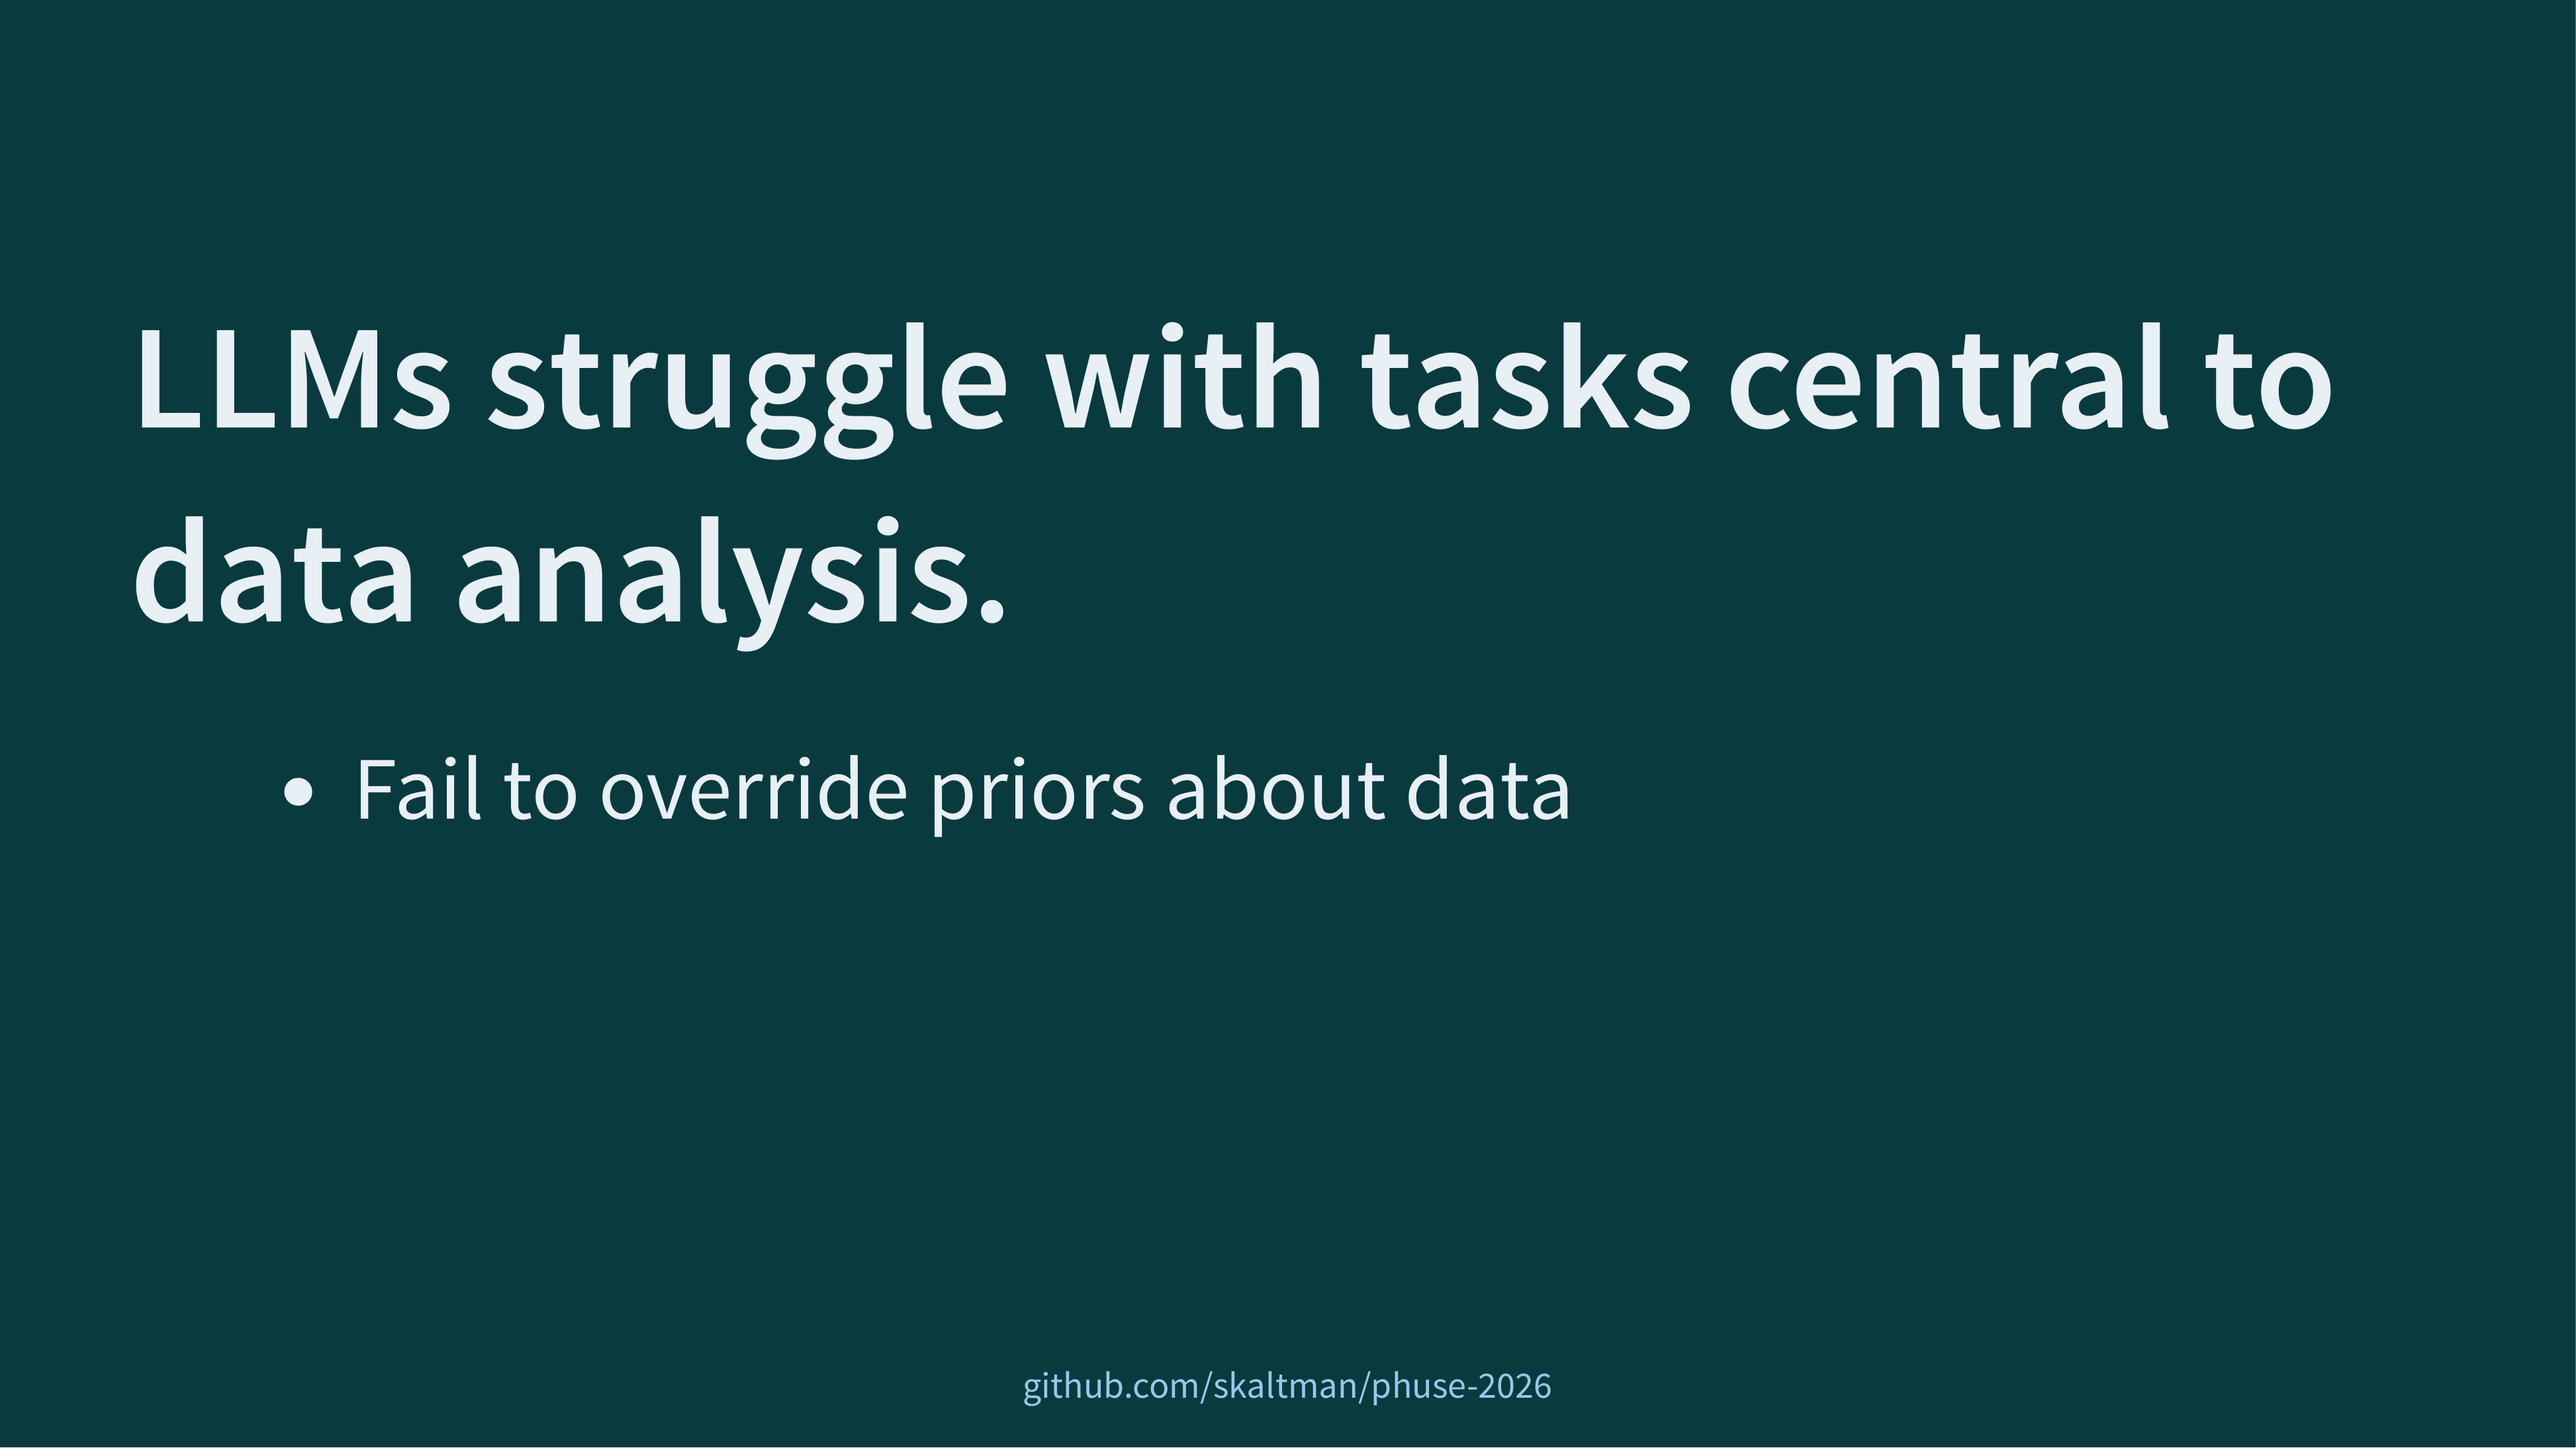 LLMs struggle with tasks central to
data analysis.
• Fail to override priors about data
github.com/skaltman/phuse-2026